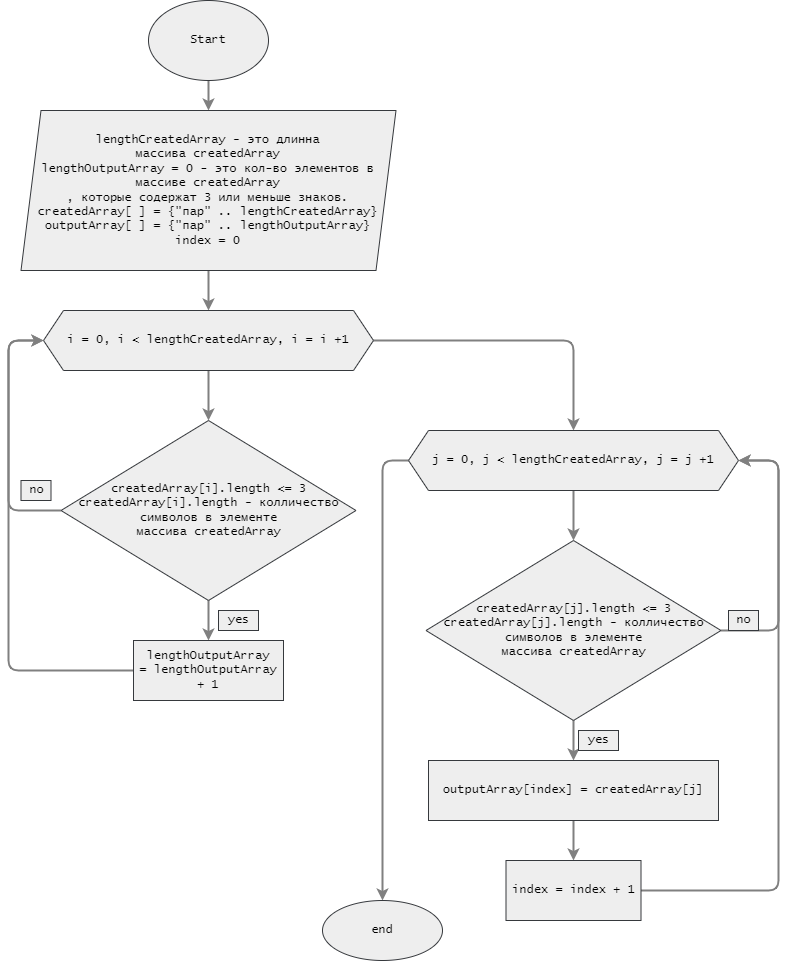 Start
lengthCreatedArray - это длинна
массива createdArray
lengthOutputArray = 0 - это кол-во элементов в
массиве createdArray
, которые содержат 3 или меньше знаков.
createdArray[ ] = {"пар" .. lengthCreatedArray}
outputArray[ ] = {"пар" .. lengthOutputArray}
index = 0
i = 0, i < lengthCreatedArray, i = i +1
createdArray[i].length <= 3
createdArray[i].length - колличество
символов в элементе
массива createdArray
no
yes
lengthOutputArray
= lengthOutputArray
+ 1
j = 0, j < lengthCreatedArray, j = j +1
createdArray[j].length <= 3
createdArray[j].length - колличество
символов в элементе
массива createdArray
no
yes
outputArray[index] = createdArray[j]
index = index + 1
end